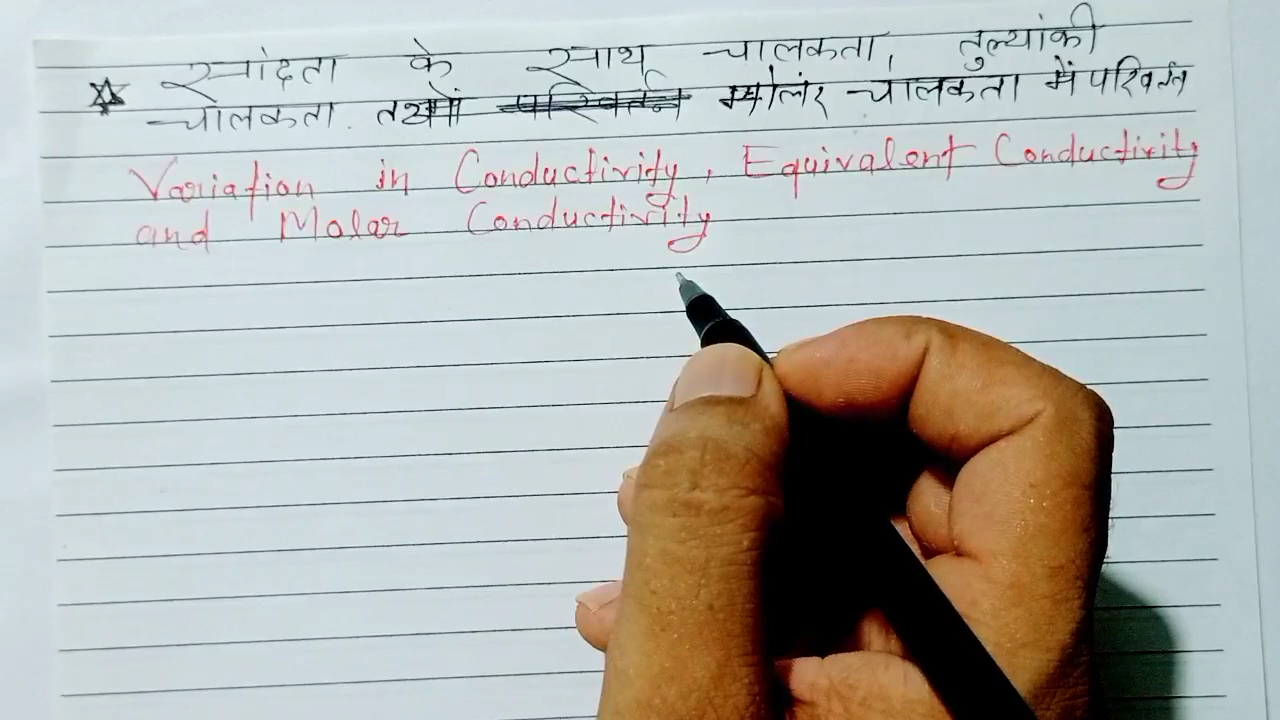 सांद्रता के साथ चालकता, तुल्यांकी
चालकता तथा परिवर्तन मोलर चालकता में परिवर्तन
Variation in Conductivity, Equivalent Conductivity
and Molar Conductivity